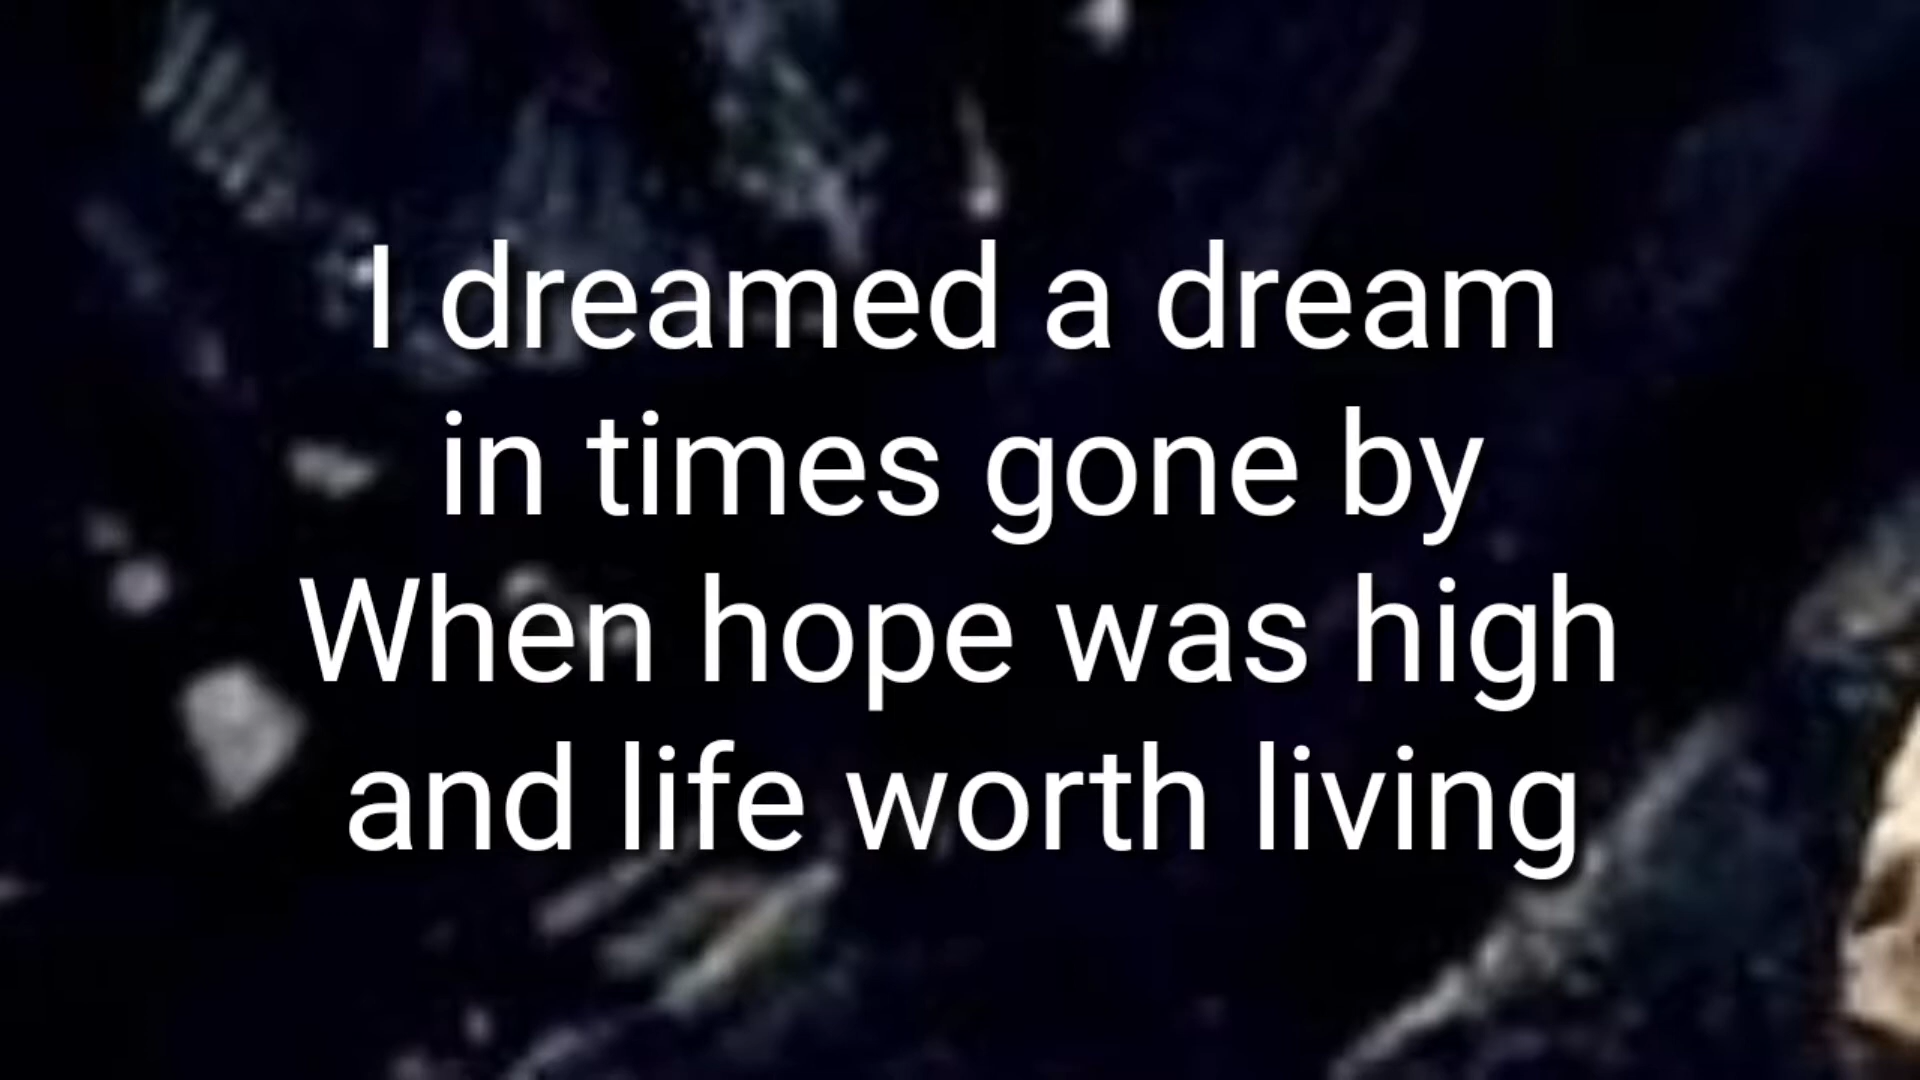 I dreamed a dream
in times gone by
When hope was high
and life worth living